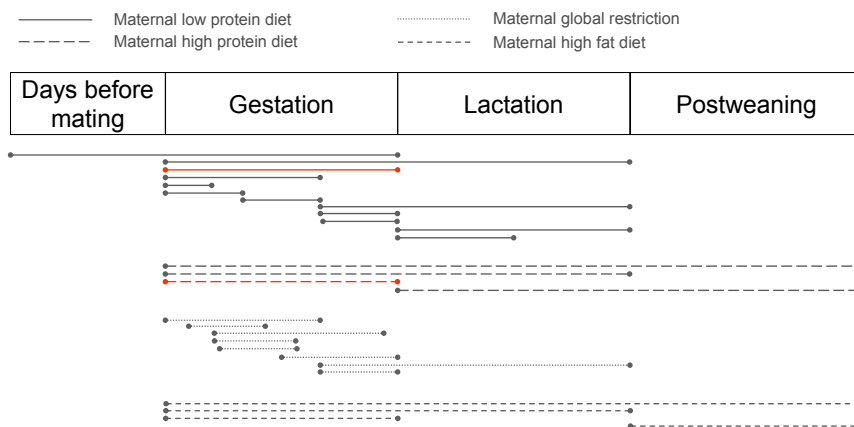 Maternal low protein diet
Maternal global restriction
Maternal high protein diet
Maternal high fat diet
Days before
mating
Gestation
Lactation
Postweaning